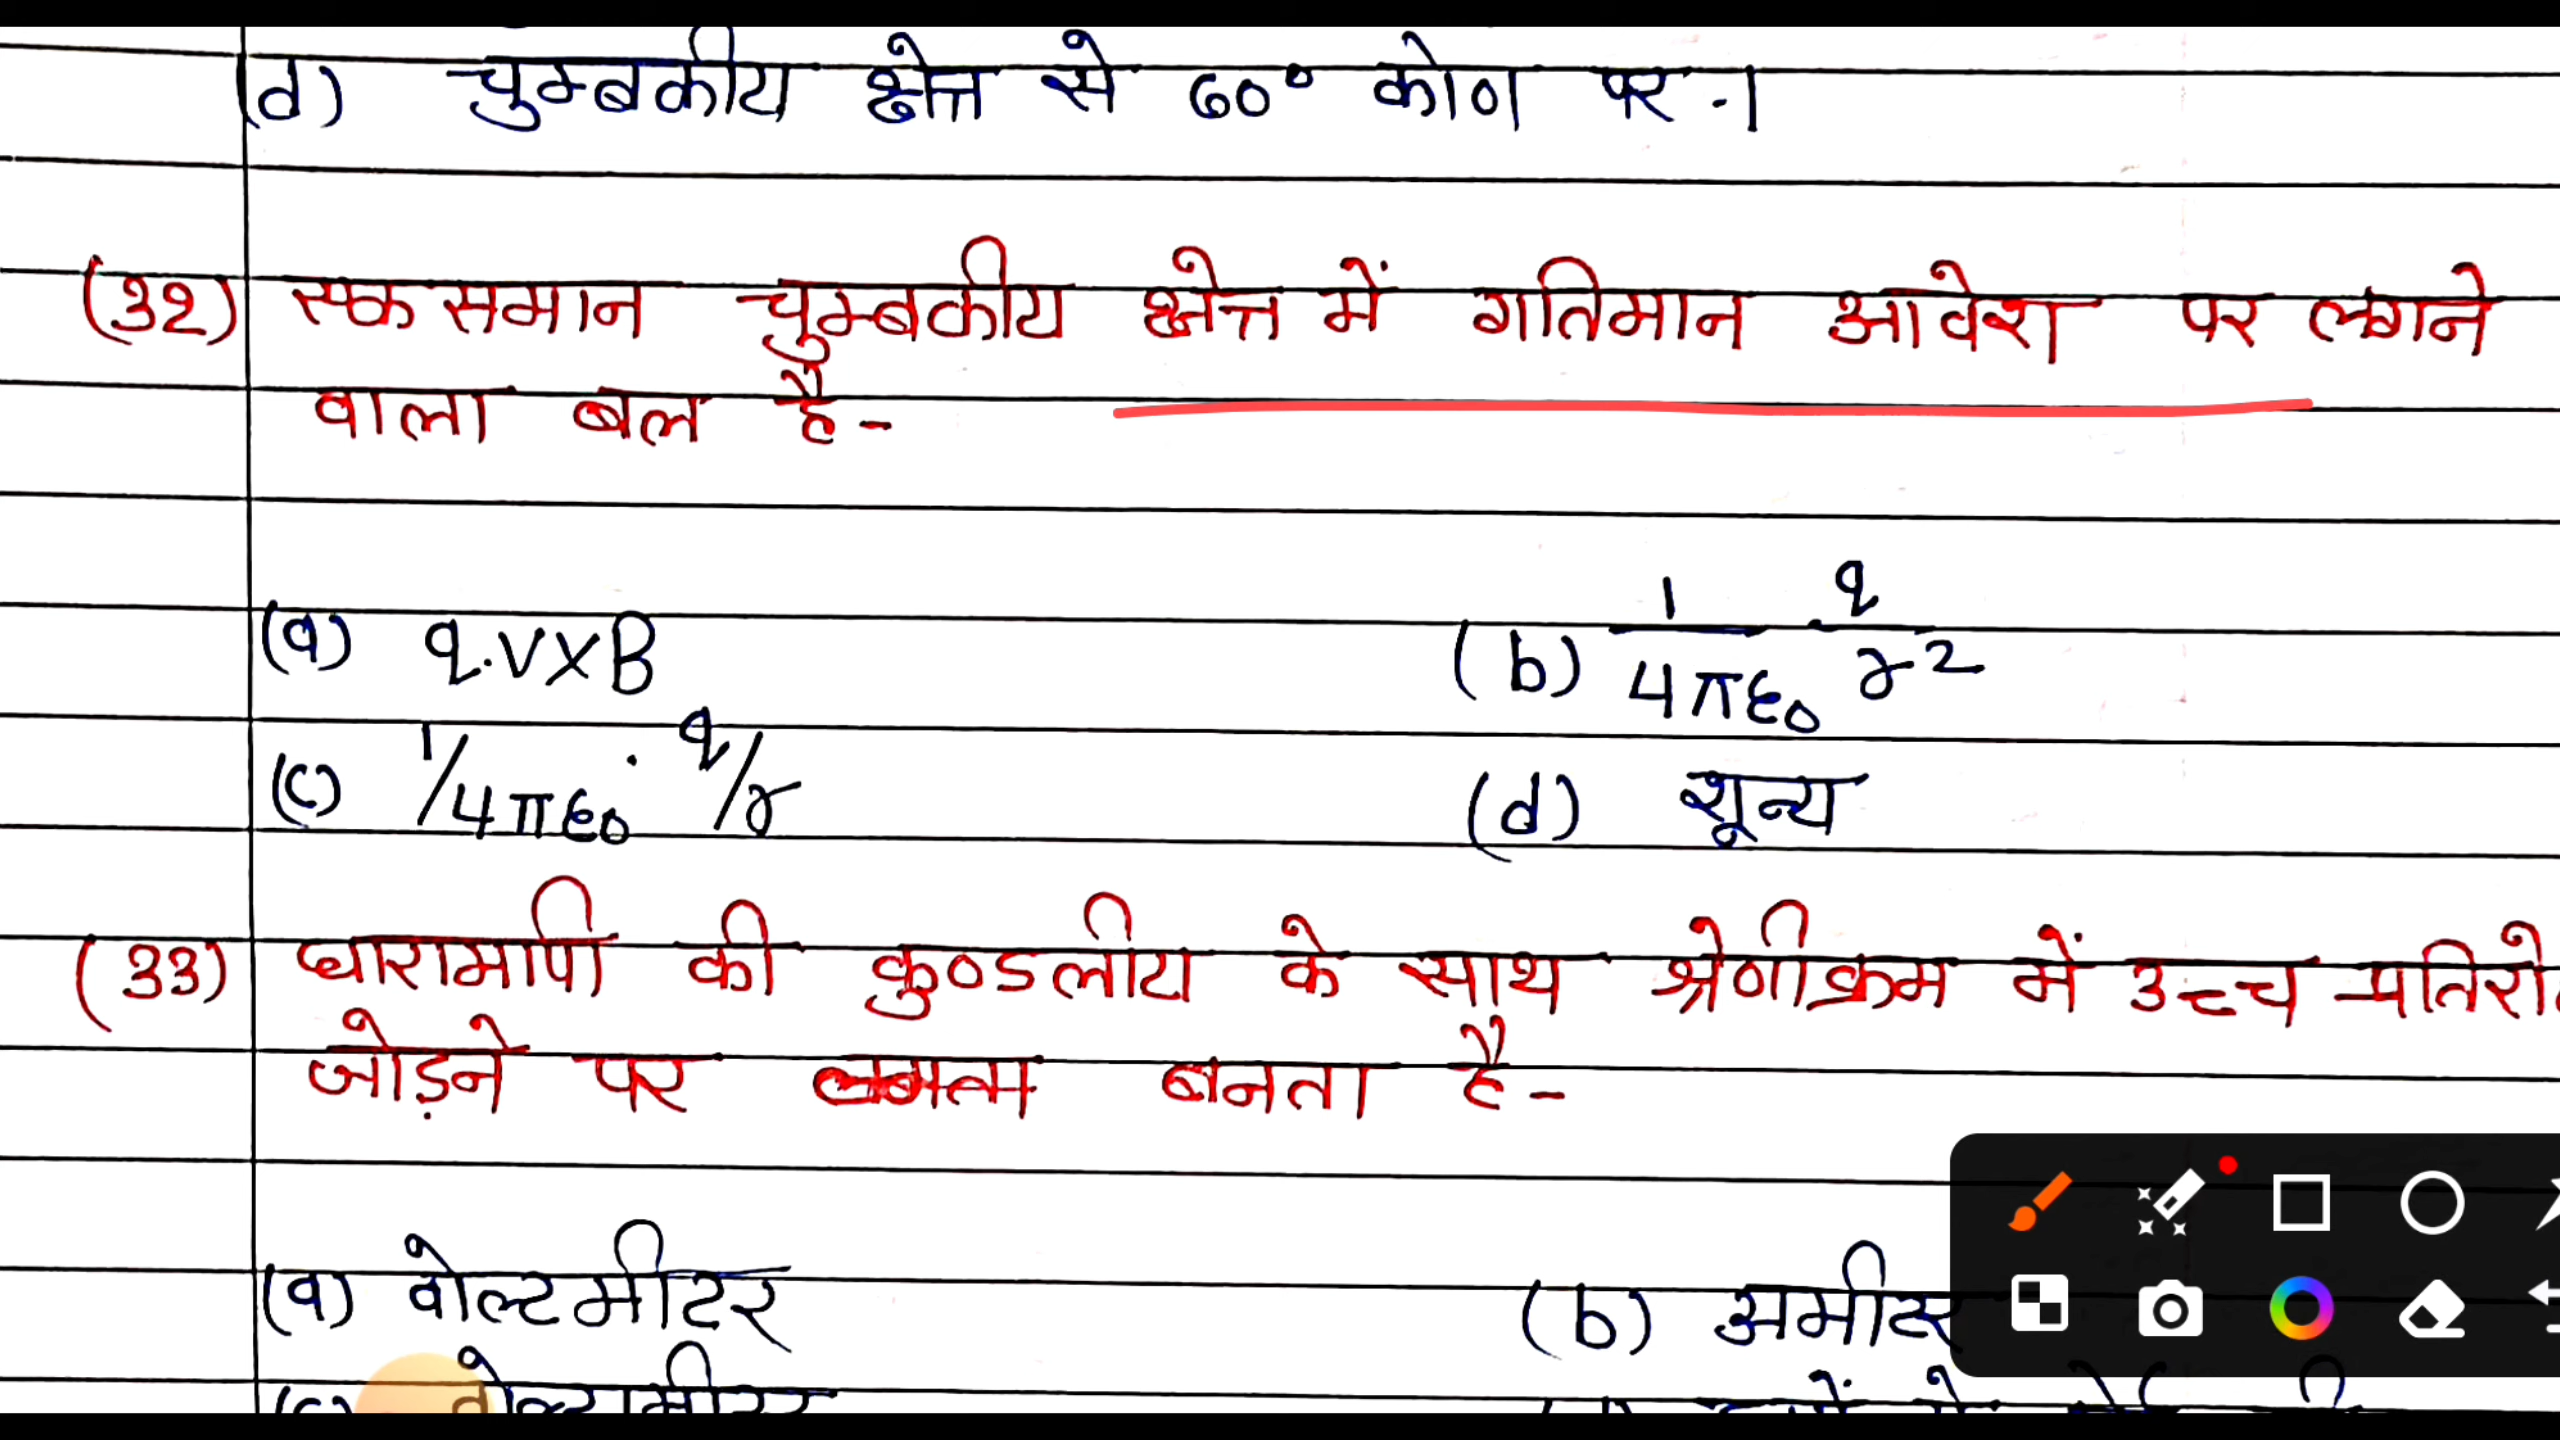 (d) चुम्बकीय क्षेत्र से 60° कोण पर ।
(32) एक समान चुम्बकीय क्षेत्र में गतिमान आवेश पर लगने
वाला बल है-
(a) q.v×B (b) 1/4πε0 q/r²
(c) 1/4πε0 . q/r (d) शून्य
(33) धारामापी की कुण्डलीय के साथ श्रेणीक्रम में उच्च प्रतिरो
जोड़ने पर बनता है-
(a) वोल्टमीटर (b) अमीटर
(c)